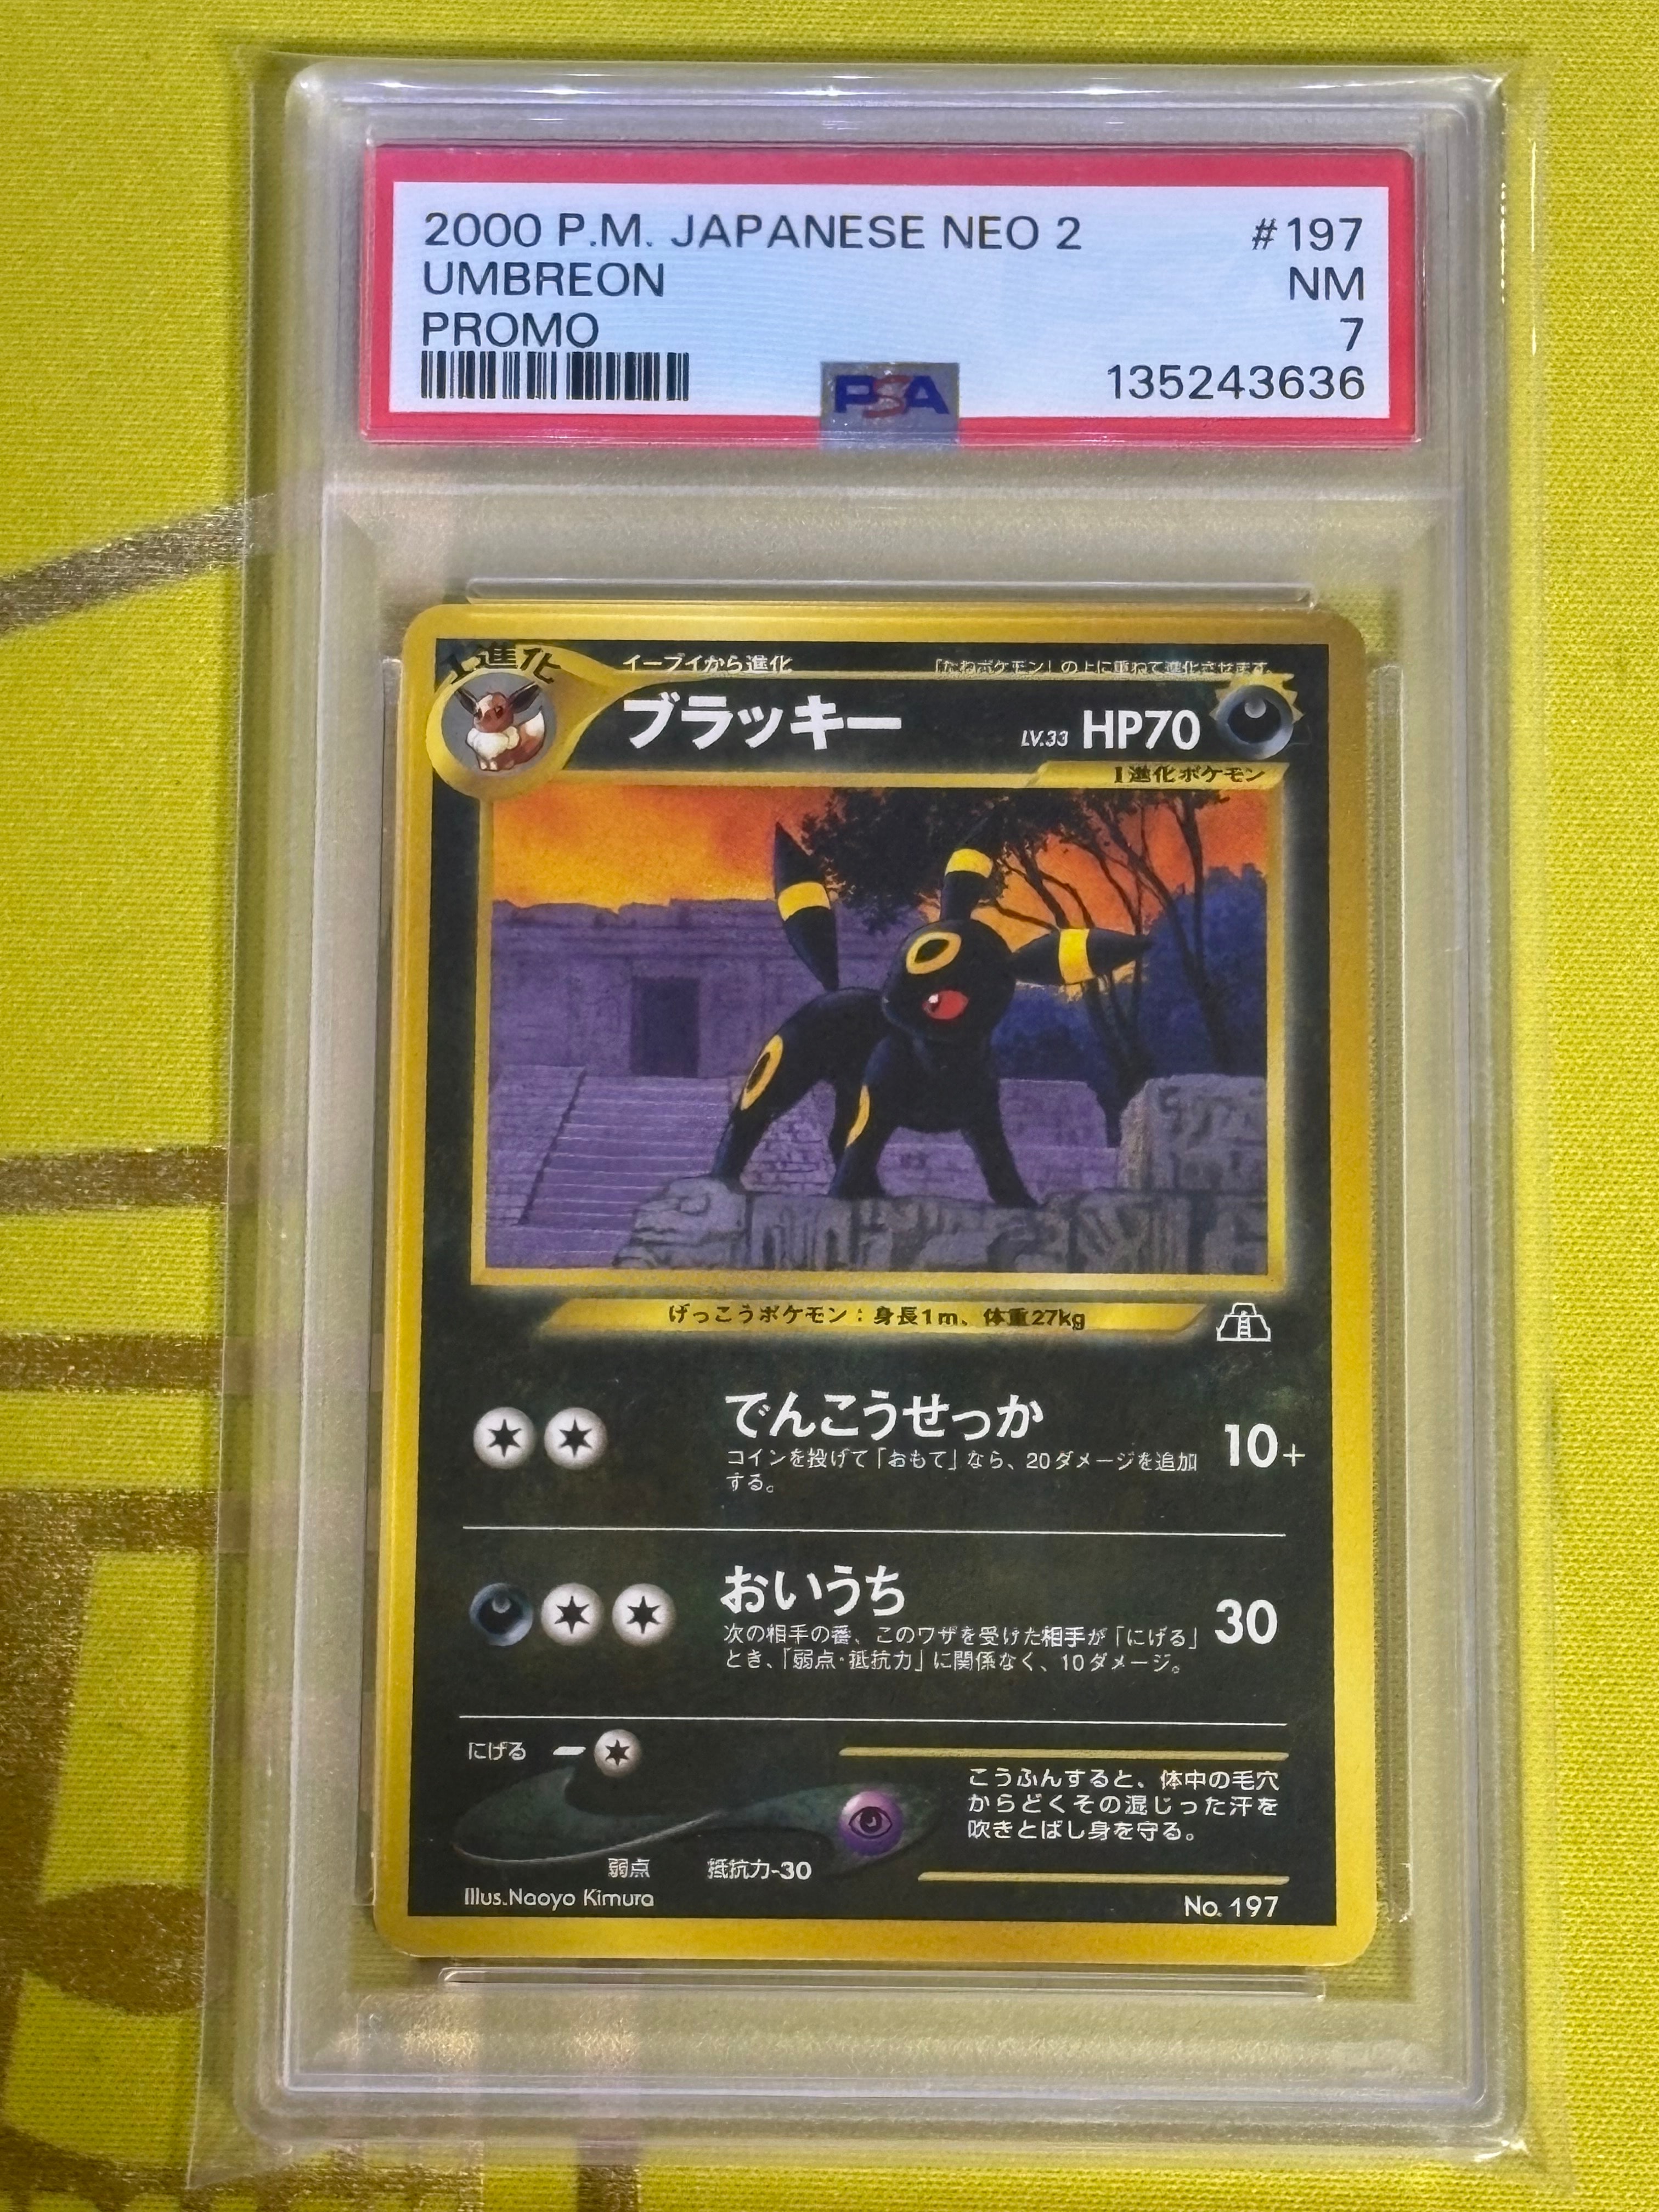 2000 P.M. JAPANESE NEO 2 #197
UMBREON NM
PROMO 7
PSA 135243636
1進化 イーブイから進化 「たねポケモン」の上に重ねて進化させます。
ブラッキー LV.33 HP70
1進化ポケモン
げっこうポケモン：身長1m、体重27kg
でんこうせっか 10+
コインを投げて「おもて」なら、20ダメージを追加
する。
おいうち 30
次の相手の番、このワザを受けた相手が「にげる」
とき、「弱点・抵抗力」に関係なく、10ダメージ。
にげる
こうふんすると、体中の毛穴
からどくその混じった汗を
吹きとばし身を守る。
弱点 抵抗力-30
Illus. Naoyo Kimura No. 197